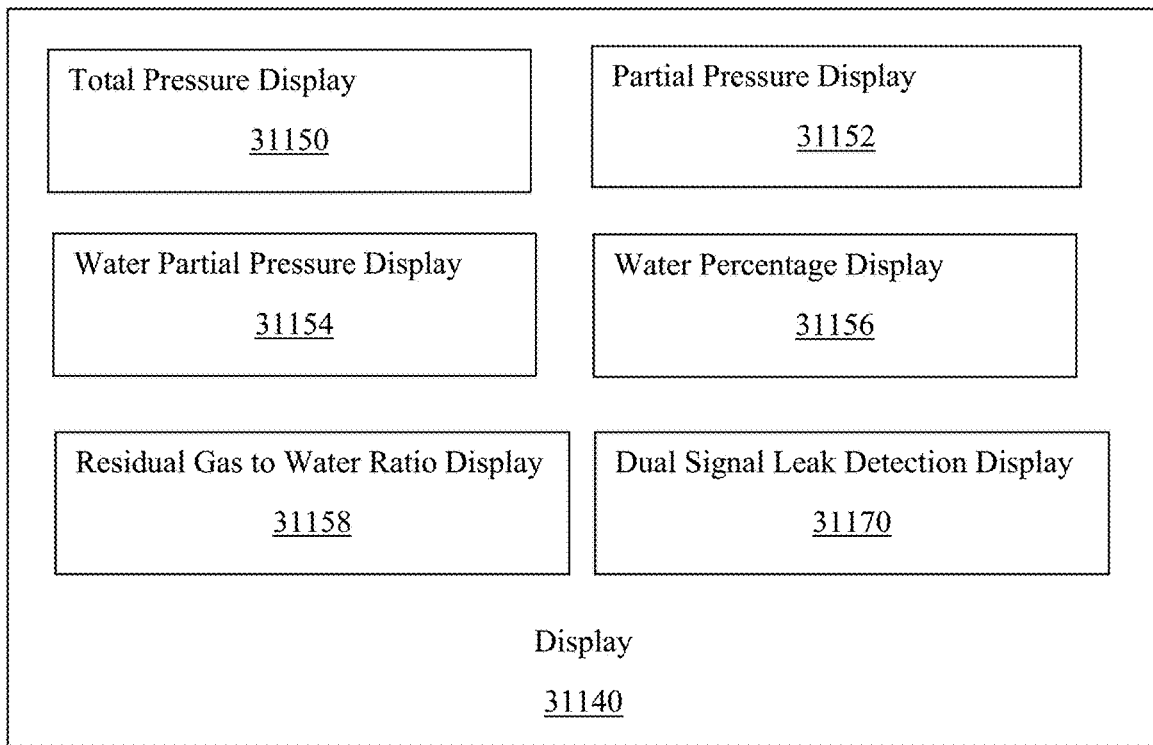 Total Pressure Display
31150
Partial Pressure Display
31152
Water Partial Pressure Display
31154
Water Percentage Display
31156
Residual Gas to Water Ratio Display
31158
Dual Signal Leak Detection Display
31170
Display
31140